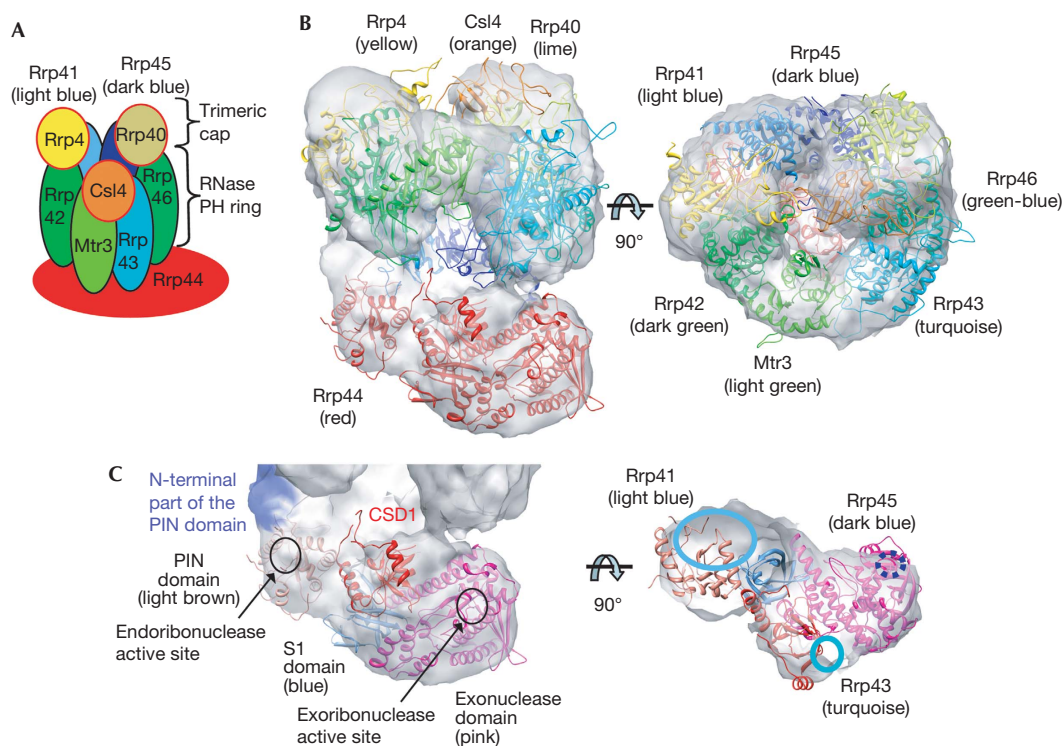 A
Rrp41
(light blue)
Rrp45
(dark blue)
Rrp4
Rrp40
Csl4
Rrp
42
Rrp
46
Mtr3
Rrp
43
Rrp44
Trimeric
cap
RNase
PH ring
B
Rrp4
(yellow)
Csl4
(orange)
Rrp40
(lime)
Rrp44
(red)
90°
Rrp41
(light blue)
Rrp45
(dark blue)
Rrp46
(green-blue)
Rrp42
(dark green)
Rrp43
(turquoise)
Mtr3
(light green)
C
N-terminal
part of the
PIN domain
CSD1
PIN
domain
(light brown)
Endoribonuclease
active site
S1
domain
(blue)
Exoribonuclease
active site
Exonuclease
domain
(pink)
90°
Rrp41
(light blue)
Rrp45
(dark blue)
Rrp43
(turquoise)